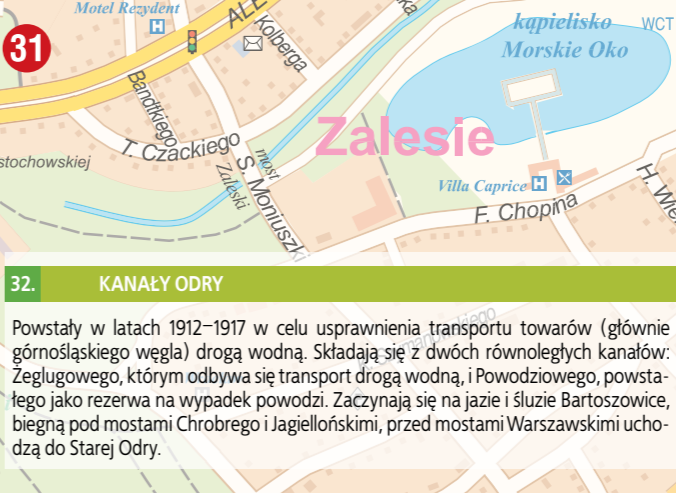 Motel Rezydent
H
31
ALE
Kolberga
kąpielisko
Morskie Oko
WCT
Bandtkiego
T. Czackiego
stochowskiej
most
Zaleski
S. Moniuszki
Zalesie
Villa Caprice H
F. Chopina
H. Wie
32. KANAŁY ODRY
Powstały w latach 1912–1917 w celu usprawnienia transportu towarów (głównie
górnośląskiego węgla) drogą wodną. Składają się z dwóch równoległych kanałów:
Żeglugowego, którym odbywa się transport drogą wodną, i Powodziowego, powsta-
łego jako rezerwa na wypadek powodzi. Zaczynają się na jazie i śluzie Bartoszowice,
biegną pod mostami Chrobrego i Jagiellońskimi, przed mostami Warszawskimi ucho-
dzą do Starej Odry.